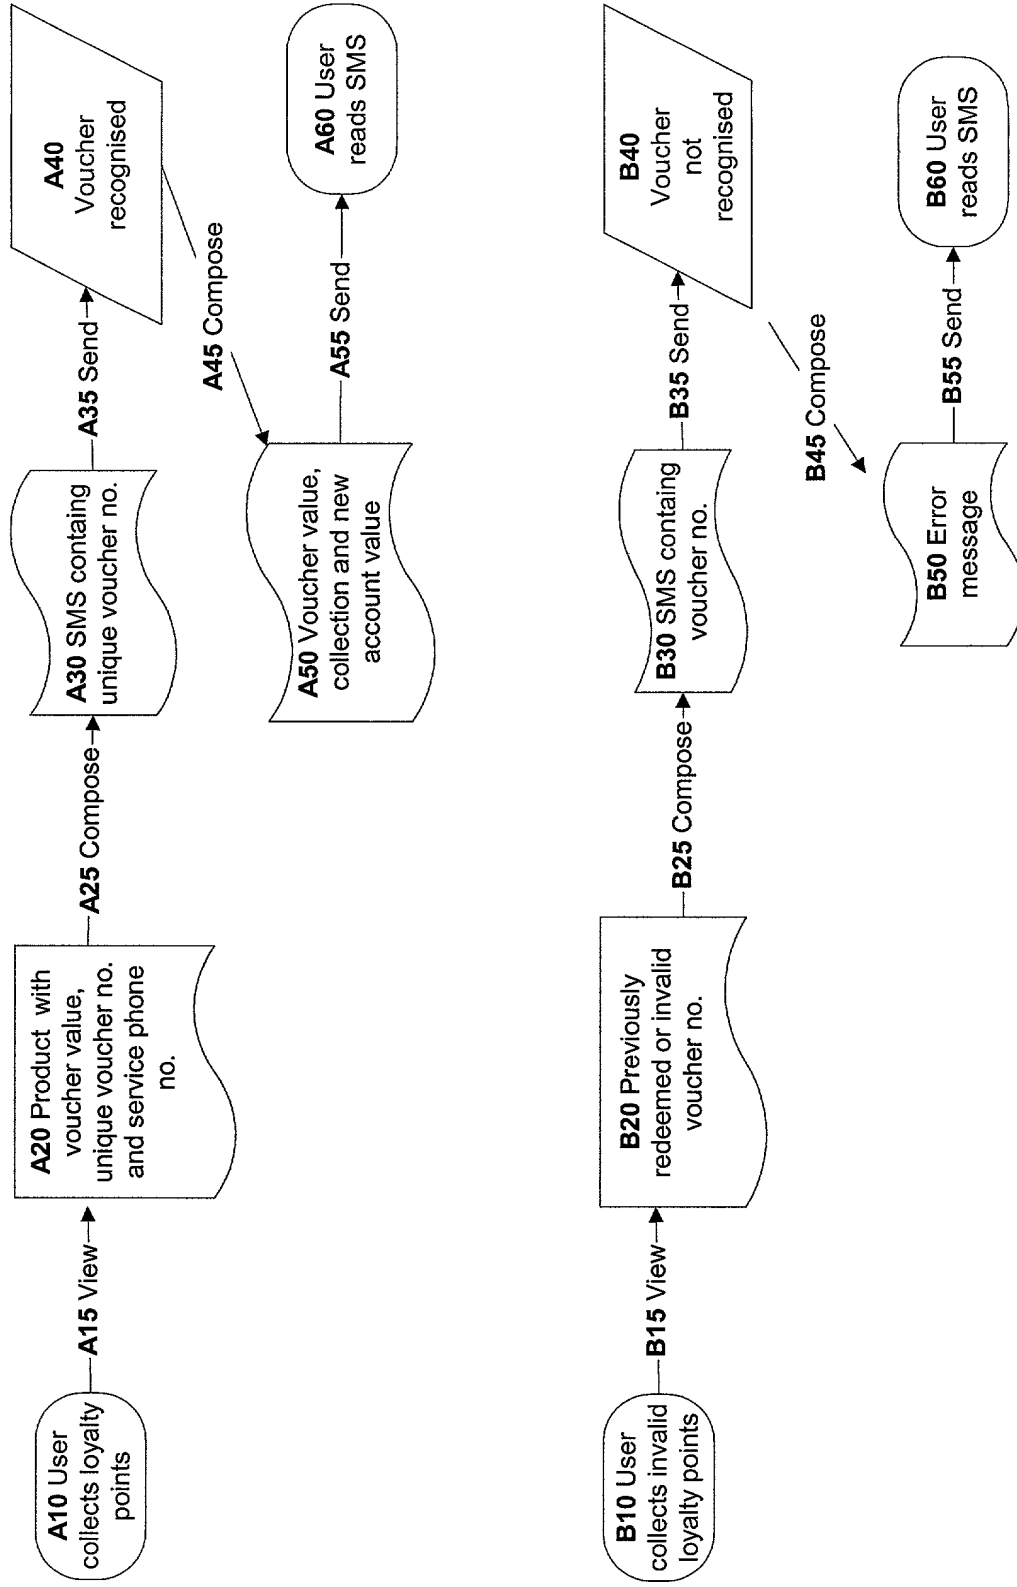 A10 User
collects loyalty
points
A15 View
A20 Product with
voucher value,
unique voucher no.
and service phone
no.
A25 Compose
A30 SMS containg
unique voucher no.
A35 Send
A40
Voucher
recognised
A45 Compose
A50 Voucher value,
collection and new
account value
A55 Send
A60 User
reads SMS
B10 User
collects invalid
loyalty points
B15 View
B20 Previously
redeemed or invalid
voucher no.
B25 Compose
B30 SMS containg
voucher no.
B35 Send
B40
Voucher
not
recognised
B45 Compose
B50 Error
message
B55 Send
B60 User
reads SMS